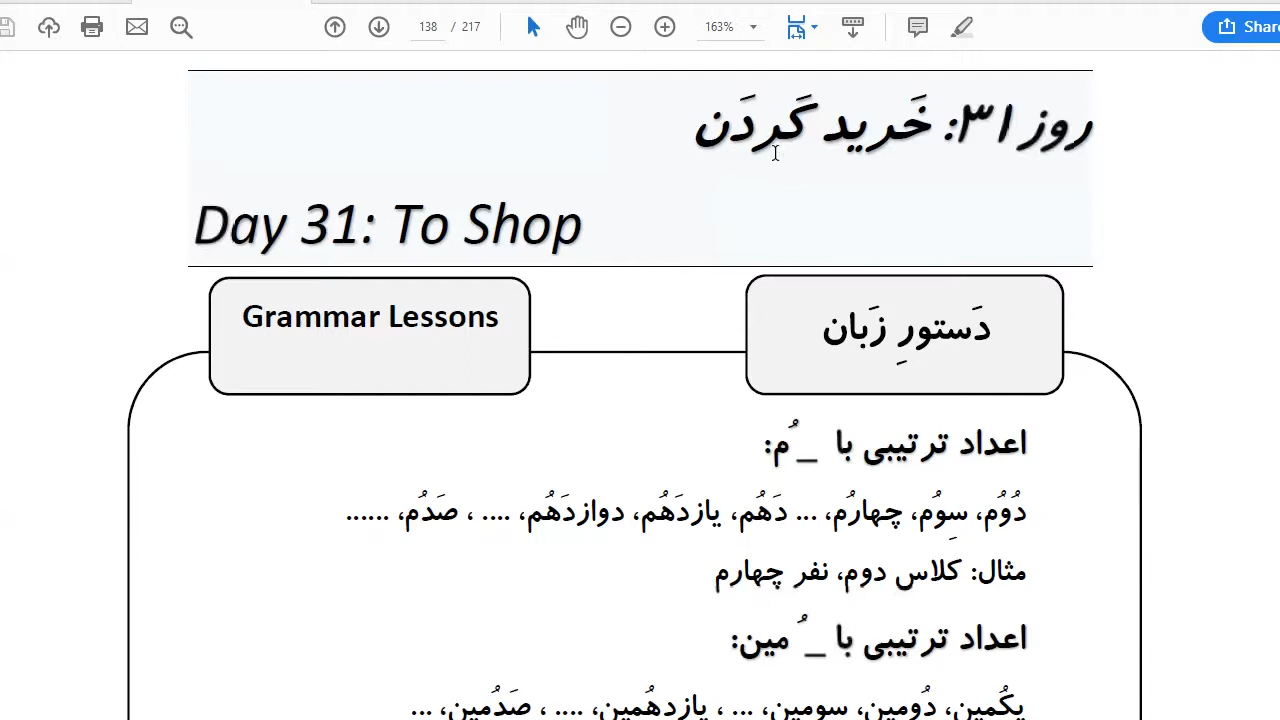 138 / 217
163%
Share
روز ۳۱: خَرید کَردَن
Day 31: To Shop
Grammar Lessons
دَستورِ زَبان
اعداد ترتیبی با _ُم:
دُوُم، سِوُم، چهارُم، ... دَهُم، یازدَهُم، دوازدَهُم، .... ، صَدُم، ......
مثال: کلاس دوم، نفر چهارم
اعداد ترتیبی با _ُ مین:
یکُمین، دُومین، سومین، ... ، یازدهُمین، .... ، صَدُمین، ...